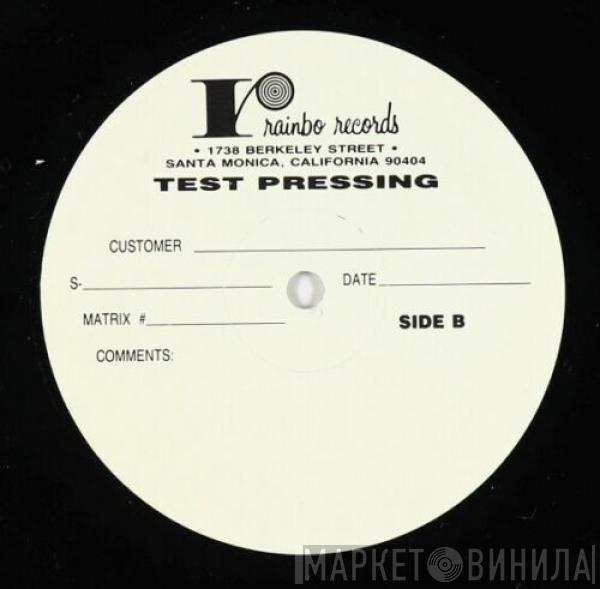 r
rainbo records
• 1738 BERKELEY STREET •
SANTA MONICA, CALIFORNIA 90404
TEST PRESSING
CUSTOMER
S- DATE
MATRIX # SIDE B
COMMENTS:
МАРКЕТ ВИНИЛА